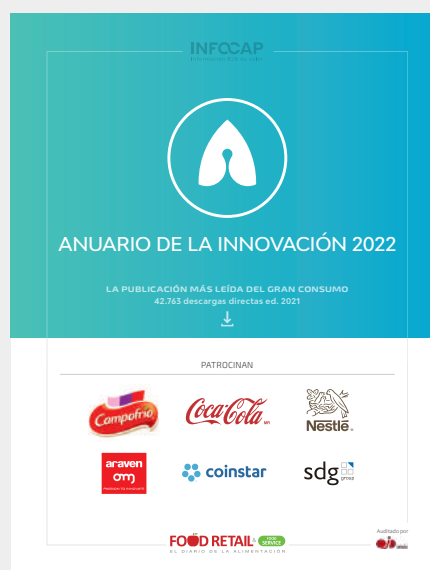 INFOCAP
ANUARIO DE LA INNOVACIÓN 2022
LA PUBLICACIÓN MÁS LEÍDA DEL GRAN CONSUMO
42.763 descargas directas ed. 2021
PATROCINAN
Campofrío
Coca-Cola
Nestlé
araven
coinstar
sdg
group
Auditado por
FOOD RETAIL & FOOD SERVICE
EL DIARIO DE LA ALIMENTACIÓN
ojd